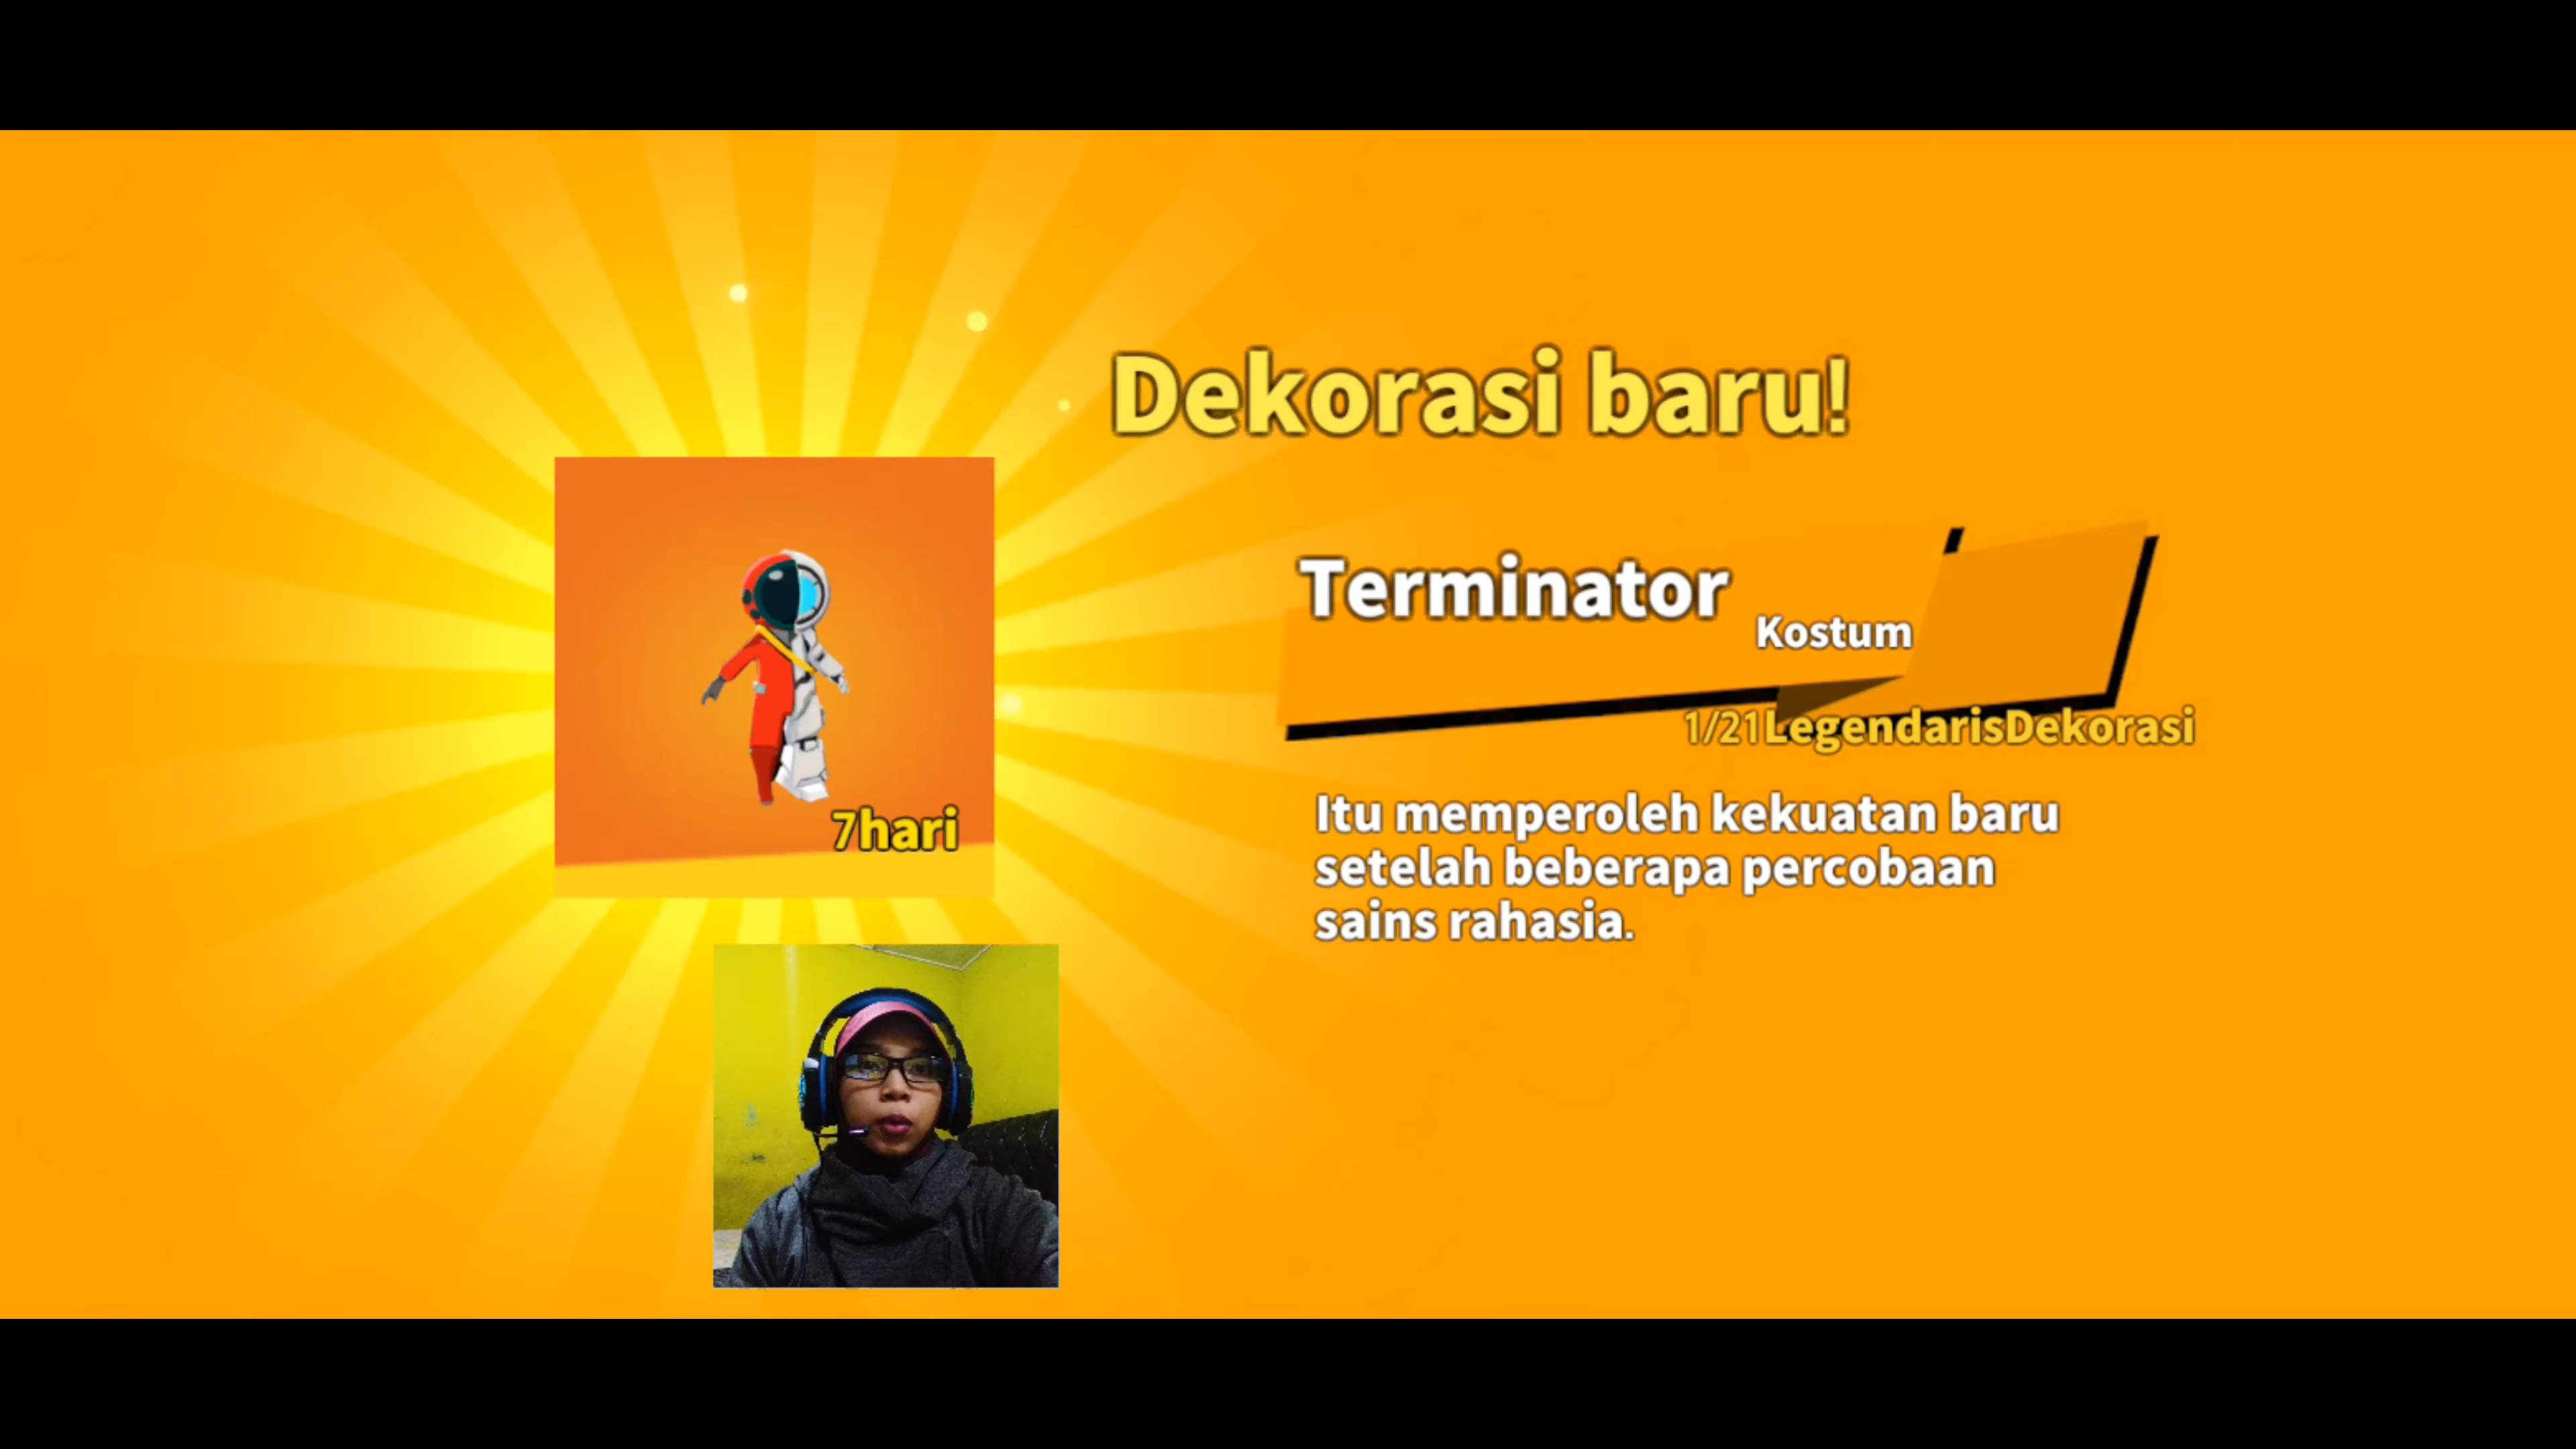 Dekorasi baru!
Terminator
Kostum
1/21LegendarisDekorasi
7hari
Itu memperoleh kekuatan baru
setelah beberapa percobaan
sains rahasia.